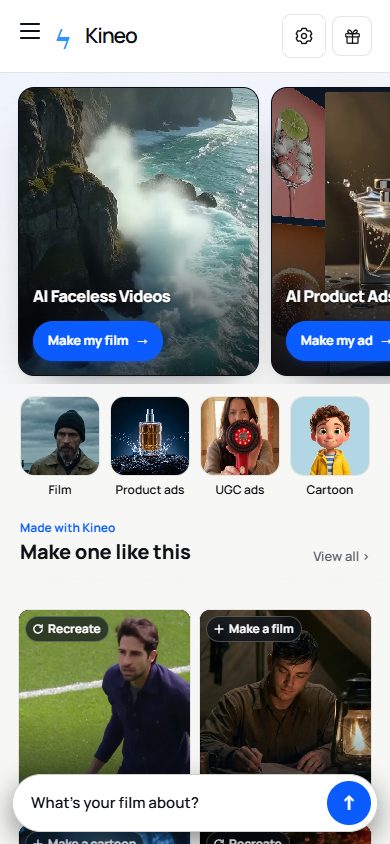 Kineo
AI Faceless Videos
Make my film →
AI Product Ads
Make my ad →
Film
Product ads
UGC ads
Cartoon
Made with Kineo
Make one like this
View all ›
Recreate
+ Make a film
What's your film about?
+ Make a cartoon
Recreate